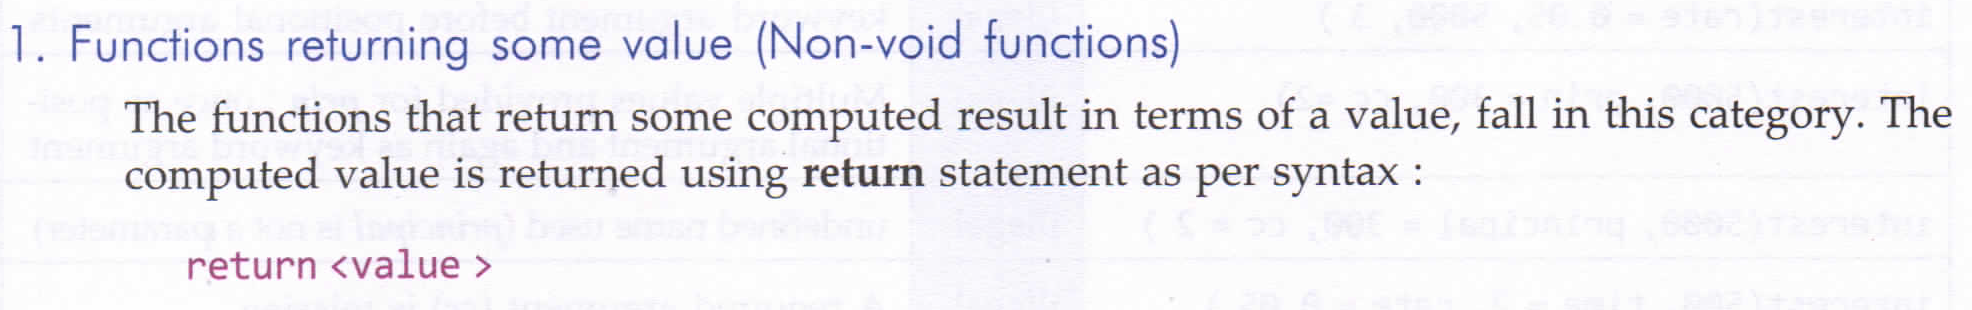 1. Functions returning some value (Non-void functions)
The functions that return some computed result in terms of a value, fall in this category. The
computed value is returned using return statement as per syntax :
return <value >